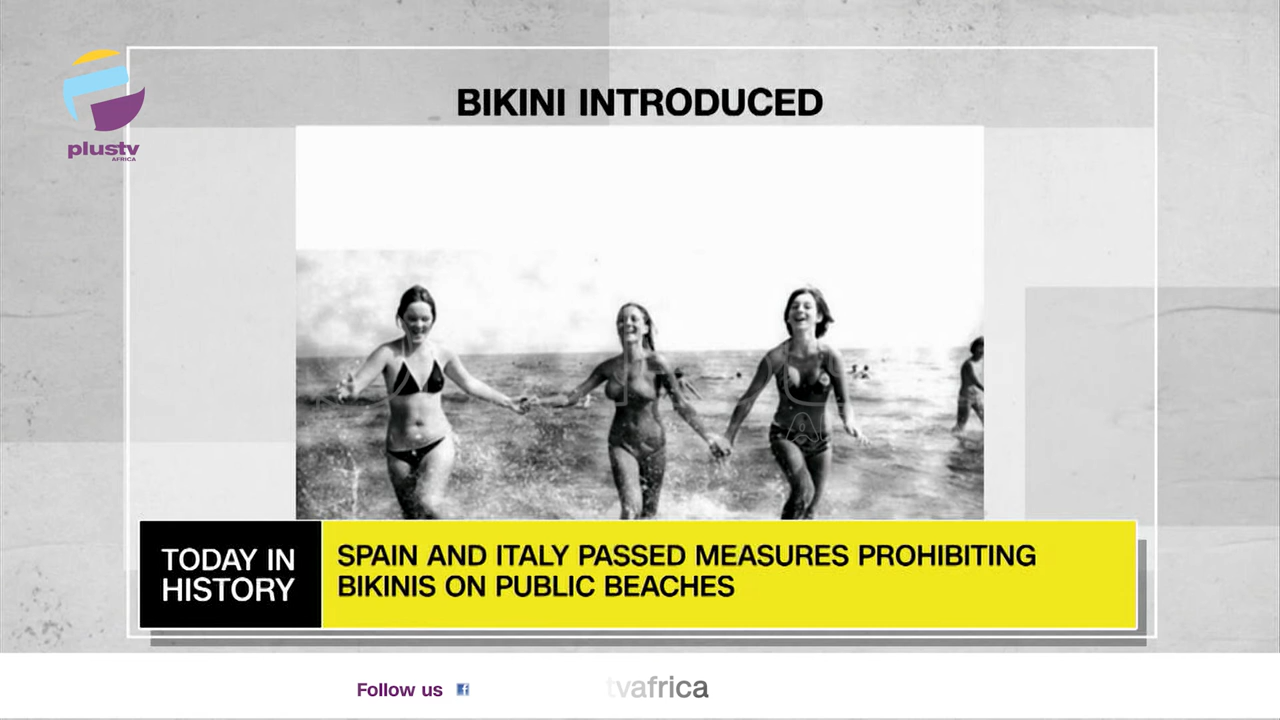 plustv
AFRICA
BIKINI INTRODUCED
TODAY IN
HISTORY
SPAIN AND ITALY PASSED MEASURES PROHIBITING
BIKINIS ON PUBLIC BEACHES
Follow us
tvafrica